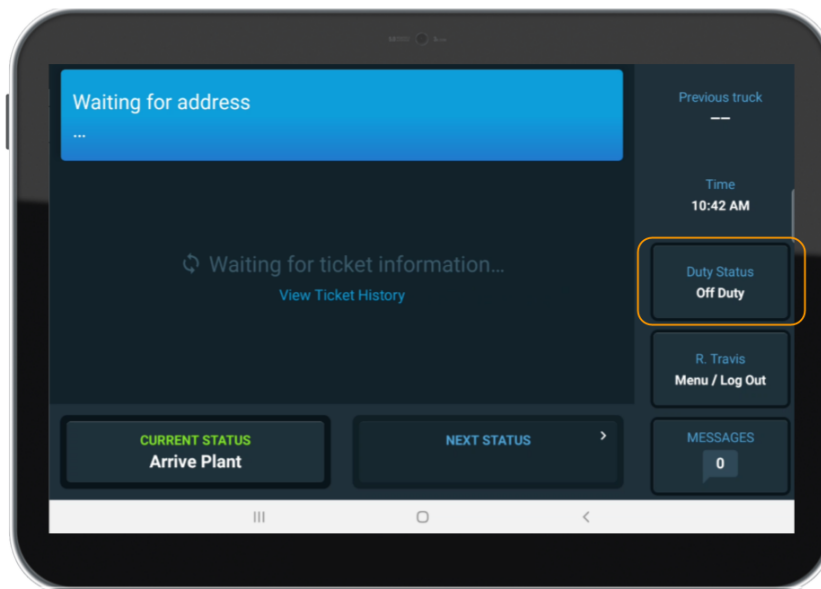 Waiting for address
...
Previous truck
——
Time
10:42 AM
Waiting for ticket information...
View Ticket History
Duty Status
Off Duty
R. Travis
Menu / Log Out
CURRENT STATUS
Arrive Plant
NEXT STATUS
MESSAGES
0